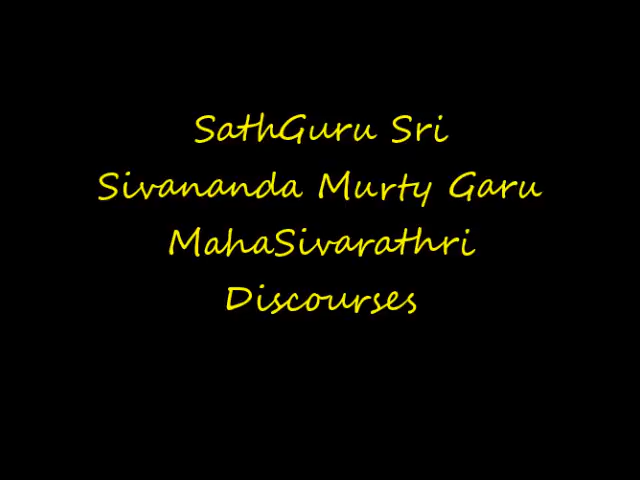 SathGuru Sri
Sivananda Murty Garu
MahaSivarathri
Discourses